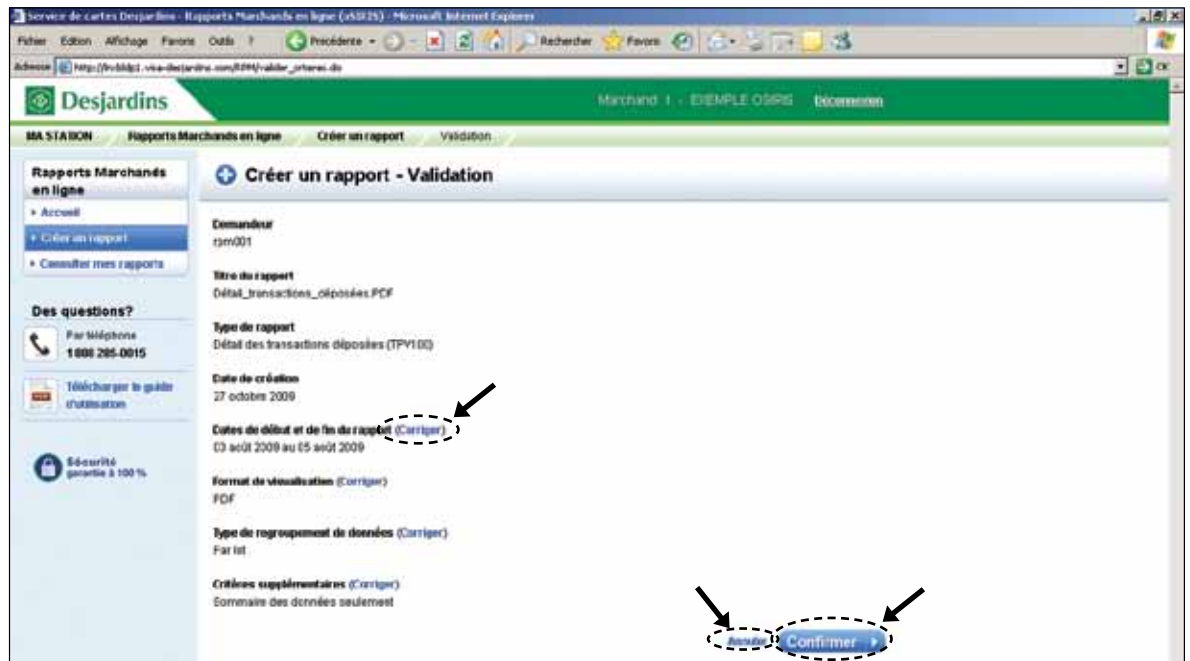 Service de cartes Desjardins - Rapports Marchands en ligne - Microsoft Internet Explorer
Fichier Edition Affichage Favoris Outils ?
Précédente
Rechercher
Favoris
Adresse
OK
Desjardins
Marchand 1 - EXEMPLE OSIRIS
Déconnexion
MA STATION
Rapports Marchands en ligne
Créer un rapport
Validation
Rapports Marchands
en ligne
Accueil
Créer un rapport
Consulter mes rapports
Des questions?
Par téléphone
1 888 285-0015
Télécharger le guide
d'utilisation
Sécurité
garantie à 100 %
Créer un rapport - Validation
Demandeur
rpm001
Titre du rapport
Détail_transactions_déposées.PDF
Type de rapport
Détail des transactions déposées (TPV100)
Date de création
27 octobre 2009
Dates de début et de fin du rapport (Corriger)
03 août 2009 au 05 août 2009
Format de visualisation (Corriger)
PDF
Type de regroupement de données (Corriger)
Par lot
Critères supplémentaires (Corriger)
Sommaire des données seulement
Annuler
Confirmer